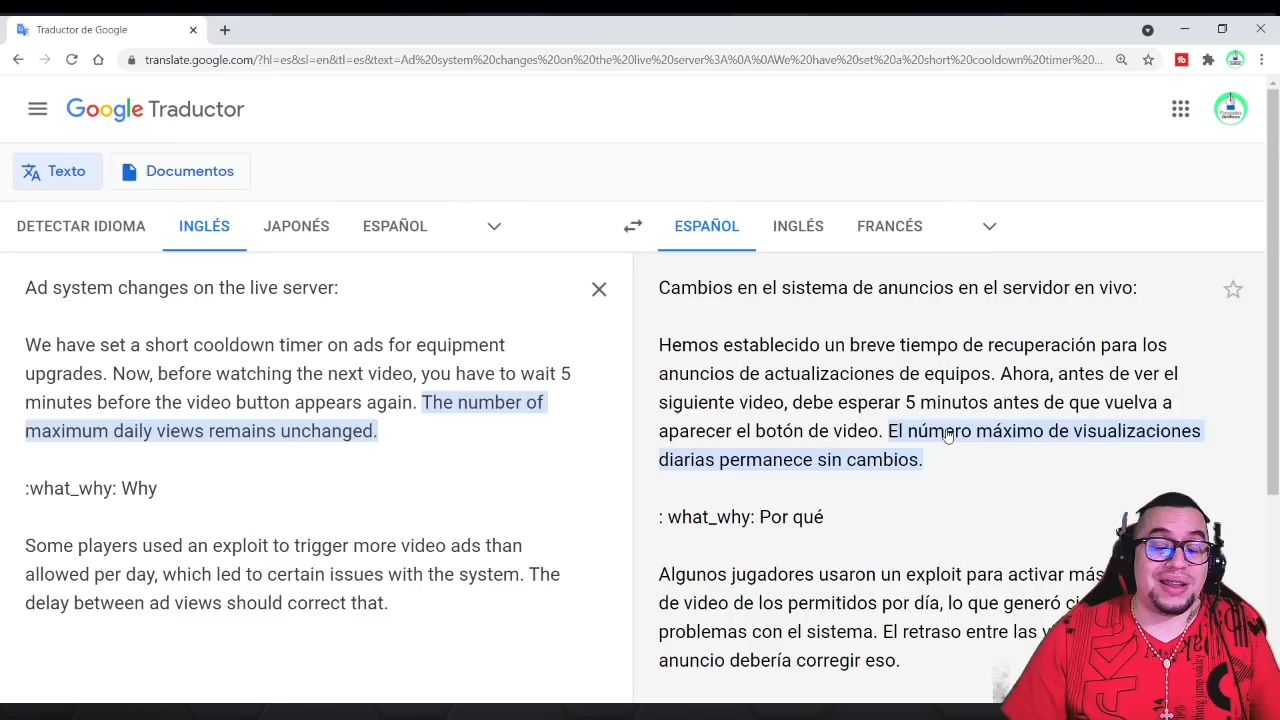 Traductor de Google
translate.google.com/?hl=es&sl=en&tl=es&text=Ad%20system%20changes%20on%20the%20live%20server%3A%0A%0AWe%20have%20set%20a%20short%20cooldown%20timer%20...
Google Traductor
Texto
Documentos
DETECTAR IDIOMA
INGLÉS
JAPONÉS
ESPAÑOL
ESPAÑOL
INGLÉS
FRANCÉS
Ad system changes on the live server:
We have set a short cooldown timer on ads for equipment
upgrades. Now, before watching the next video, you have to wait 5
minutes before the video button appears again. The number of
maximum daily views remains unchanged.
:what_why: Why
Some players used an exploit to trigger more video ads than
allowed per day, which led to certain issues with the system. The
delay between ad views should correct that.
Cambios en el sistema de anuncios en el servidor en vivo:
Hemos establecido un breve tiempo de recuperación para los
anuncios de actualizaciones de equipos. Ahora, antes de ver el
siguiente video, debe esperar 5 minutos antes de que vuelva a
aparecer el botón de video. El número máximo de visualizaciones
diarias permanece sin cambios.
: what_why: Por qué
Algunos jugadores usaron un exploit para activar más
de video de los permitidos por día, lo que generó
problemas con el sistema. El retraso entre las
anuncio debería corregir eso.